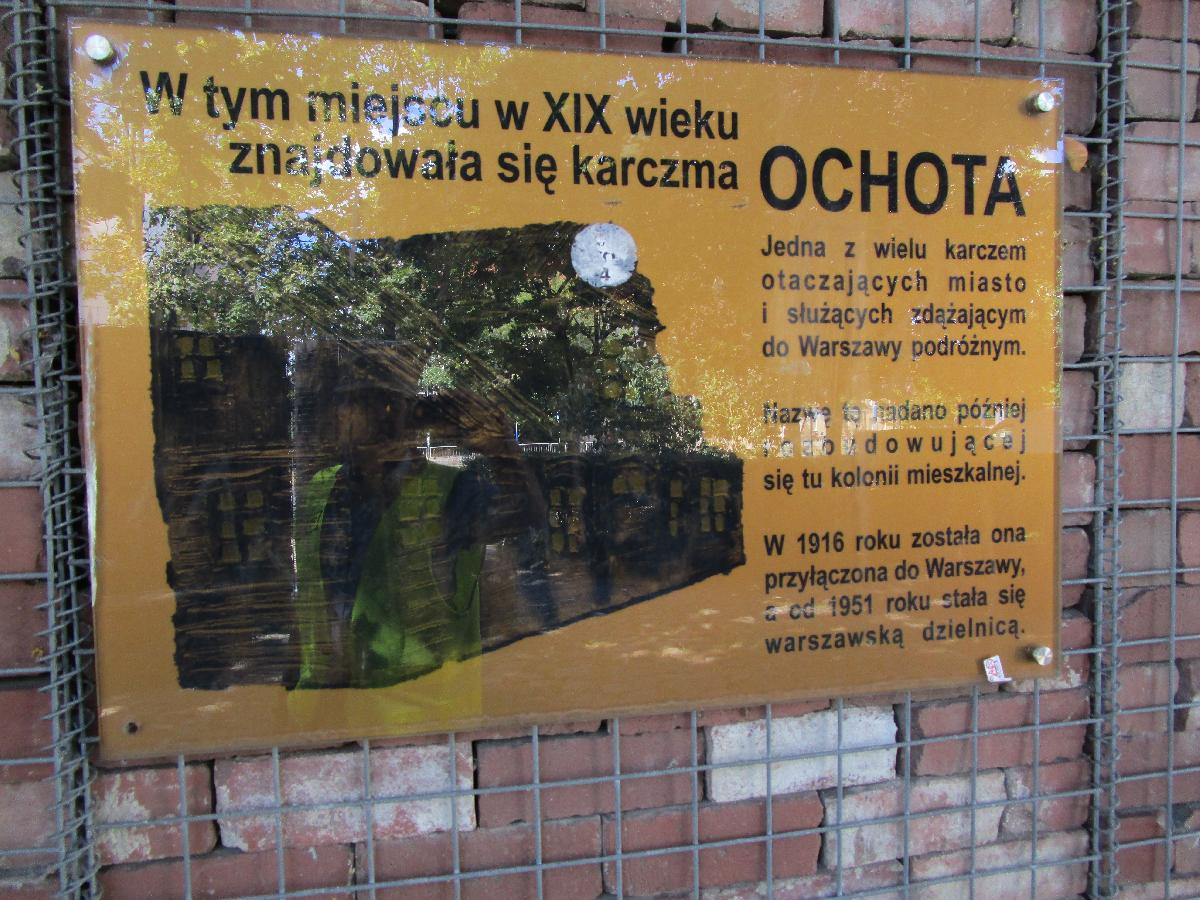 W tym miejscu w XIX wieku
znajdowała się karczma OCHOTA
Jedna z wielu karczem
otaczających miasto
i służących zdążającym
do Warszawy podróżnym.
Nazwę tę nadano później
rozbudowującej
się tu kolonii mieszkalnej.
W 1916 roku została ona
przyłączona do Warszawy,
a od 1951 roku stała się
warszawską dzielnicą.